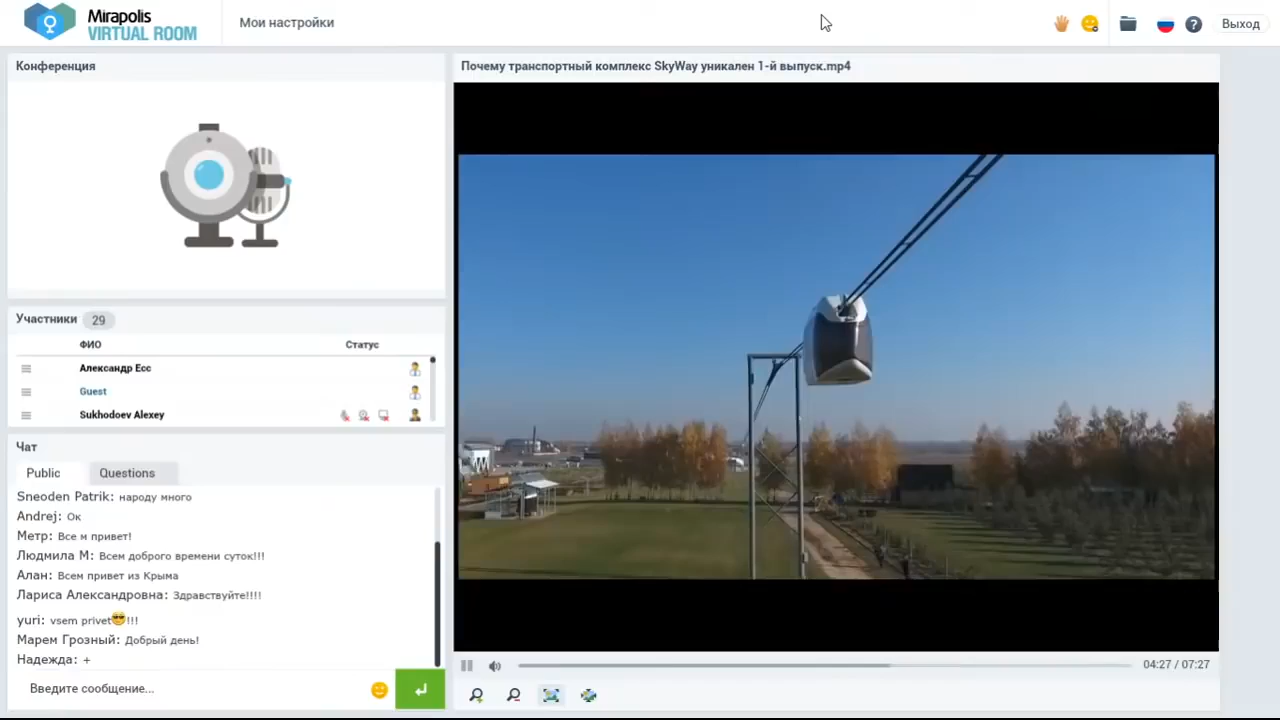 Mirapolis
VIRTUAL ROOM
Мои настройки
Выход
Конференция
Участники 29
ФИО Статус
Александр Есс
Guest
Sukhodoev Alexey
Чат
Public Questions
Sneoden Patrik: народу много
Andrej: Ок
Метр: Все м привет!
Людмила М: Всем доброго времени суток!!!
Алан: Всем привет из Крыма
Лариса Александровна: Здравствуйте!!!!
yuri: vsem privet😎!!!
Марем Грозный: Добрый день!
Надежда: +
Введите сообщение...
Почему транспортный комплекс SkyWay уникален 1-й выпуск.mp4
04:27 / 07:27